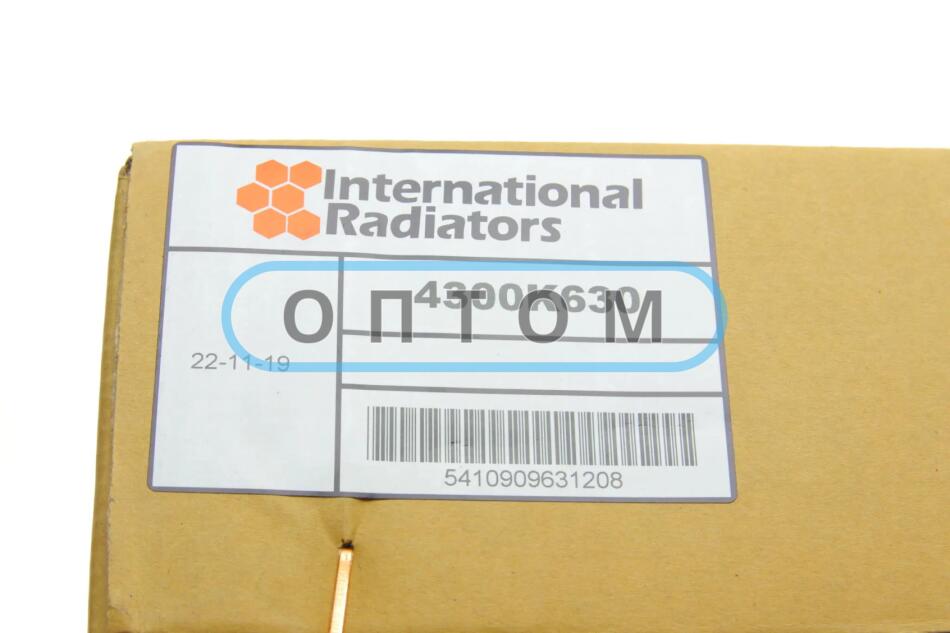 International
Radiators
4300K630
ОПТОМ
22-11-19
5410909631208